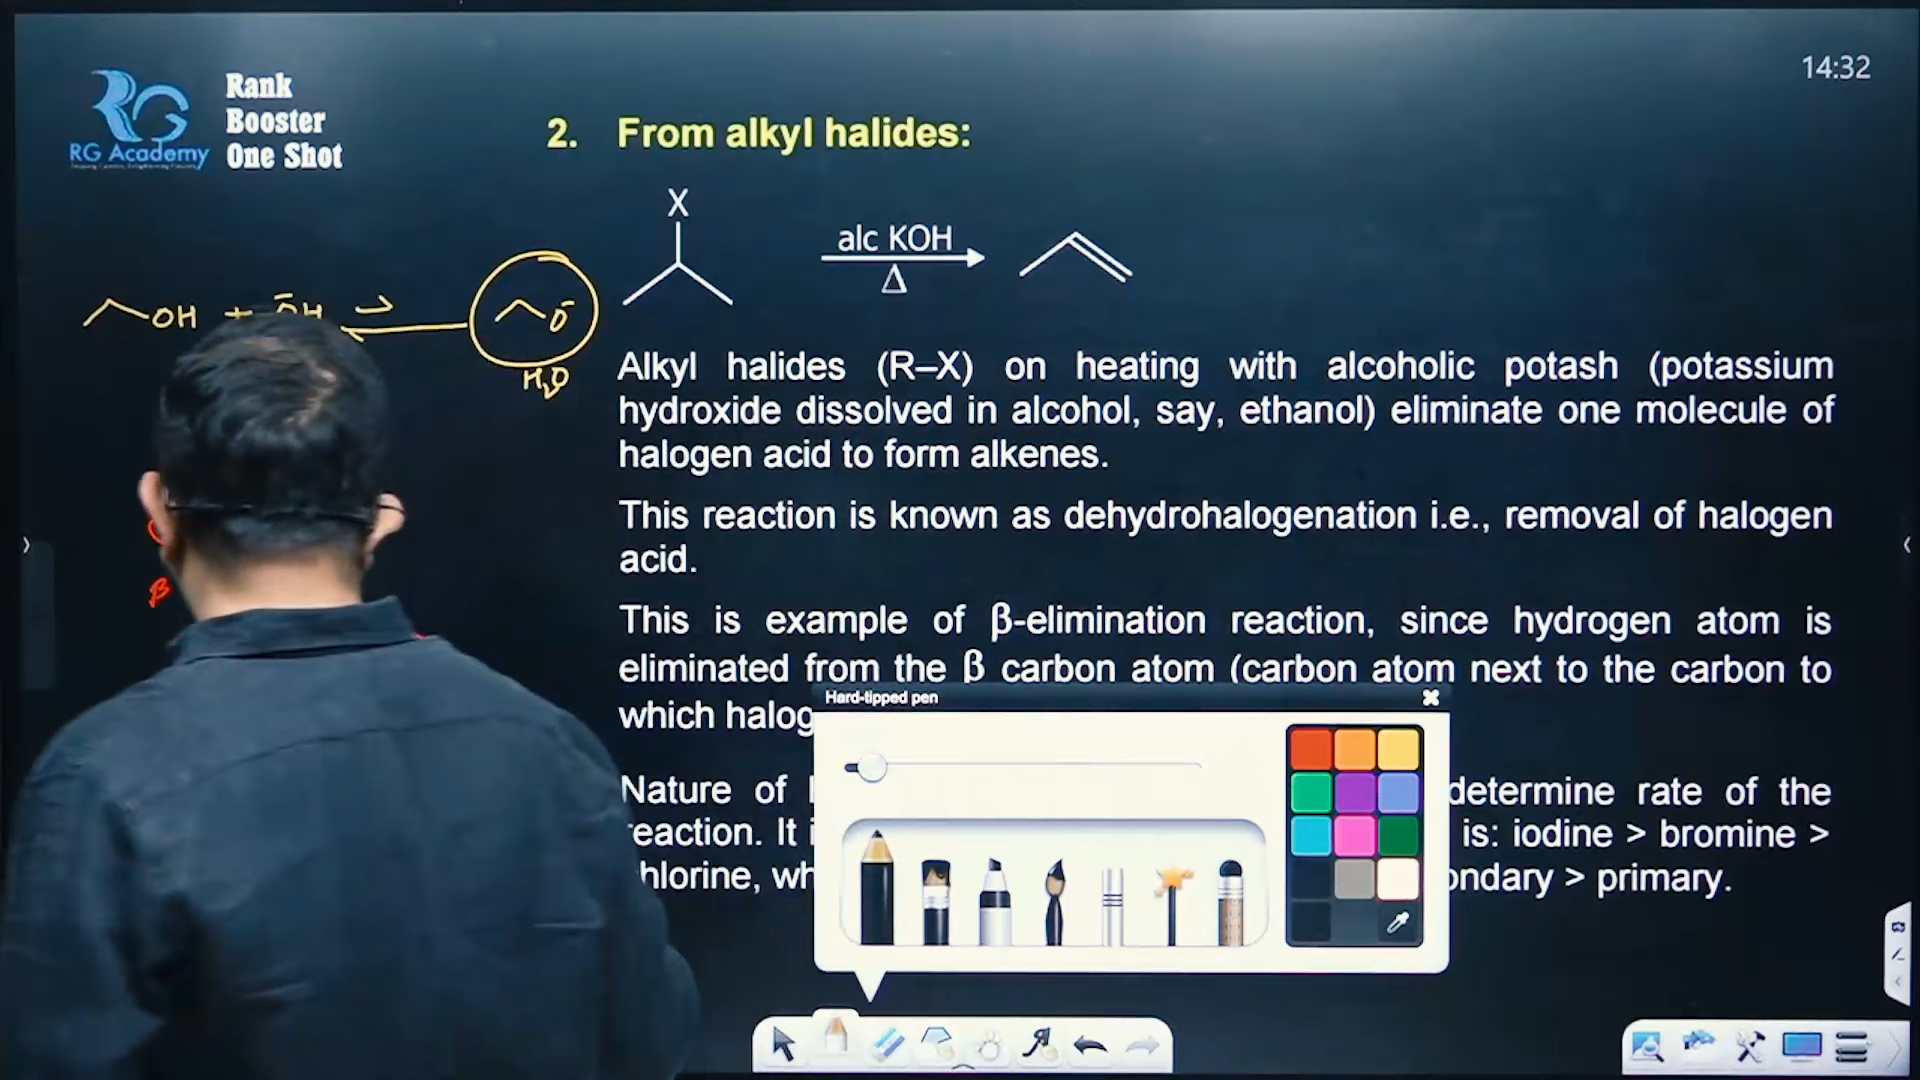 Rank
Booster
One Shot
RG Academy
14:32
2. From alkyl halides:
X
alc KOH
Δ
OH + OH ⇌ O⁻
H₂O
Alkyl halides (R–X) on heating with alcoholic potash (potassium
hydroxide dissolved in alcohol, say, ethanol) eliminate one molecule of
halogen acid to form alkenes.
This reaction is known as dehydrohalogenation i.e., removal of halogen
acid.
β
This is example of β-elimination reaction, since hydrogen atom is
eliminated from the β carbon atom (carbon atom next to the carbon to
which halog
Hard-tipped pen
Nature of determine rate of the
reaction. It is: iodine > bromine >
hlorine, wh ondary > primary.